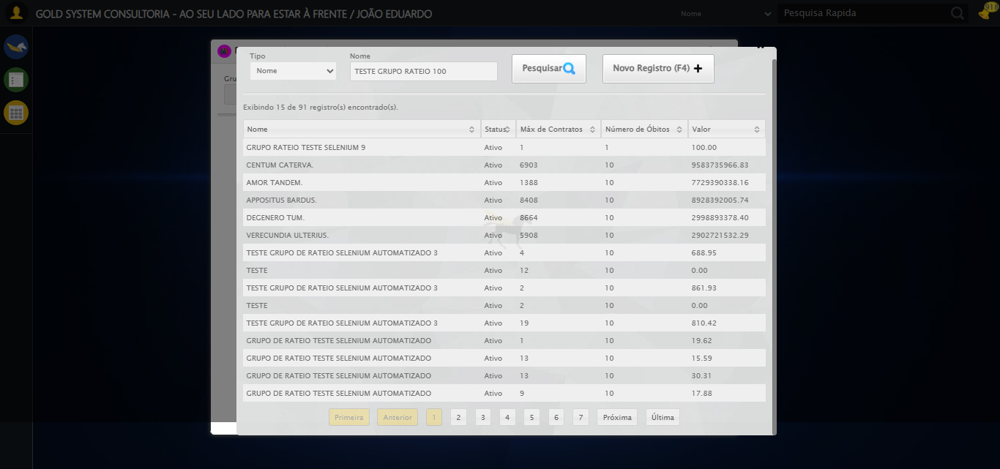 GOLD SYSTEM CONSULTORIA - AO SEU LADO PARA ESTAR À FRENTE / JOÃO EDUARDO
Nome
Pesquisa Rapida
918
Tipo
Nome
Nome
TESTE GRUPO RATEIO 100
Pesquisar
Novo Registro (F4)
Gru
Exibindo 15 de 91 registro(s) encontrado(s).
Nome Status Máx de Contratos Número de Óbitos Valor
GRUPO RATEIO TESTE SELENIUM 9 Ativo 1 1 100.00
CENTUM CATERVA. Ativo 6903 10 9583735966.83
AMOR TANDEM. Ativo 1388 10 7729390338.16
APPOSITUS BARDUS. Ativo 8408 10 8928392005.74
DEGENERO TUM. Ativo 8664 10 2998893378.40
VERECUNDIA ULTERIUS. Ativo 5908 10 2902721532.29
TESTE GRUPO DE RATEIO SELENIUM AUTOMATIZADO 3 Ativo 4 10 688.95
TESTE Ativo 12 10 0.00
TESTE GRUPO DE RATEIO SELENIUM AUTOMATIZADO 3 Ativo 2 10 861.93
TESTE Ativo 2 10 0.00
TESTE GRUPO DE RATEIO SELENIUM AUTOMATIZADO 3 Ativo 19 10 810.42
GRUPO DE RATEIO TESTE SELENIUM AUTOMATIZADO Ativo 1 10 19.62
GRUPO DE RATEIO TESTE SELENIUM AUTOMATIZADO Ativo 13 10 15.59
GRUPO DE RATEIO TESTE SELENIUM AUTOMATIZADO Ativo 13 10 30.31
GRUPO DE RATEIO TESTE SELENIUM AUTOMATIZADO Ativo 9 10 17.88
Primeira Anterior 1 2 3 4 5 6 7 Próxima Última